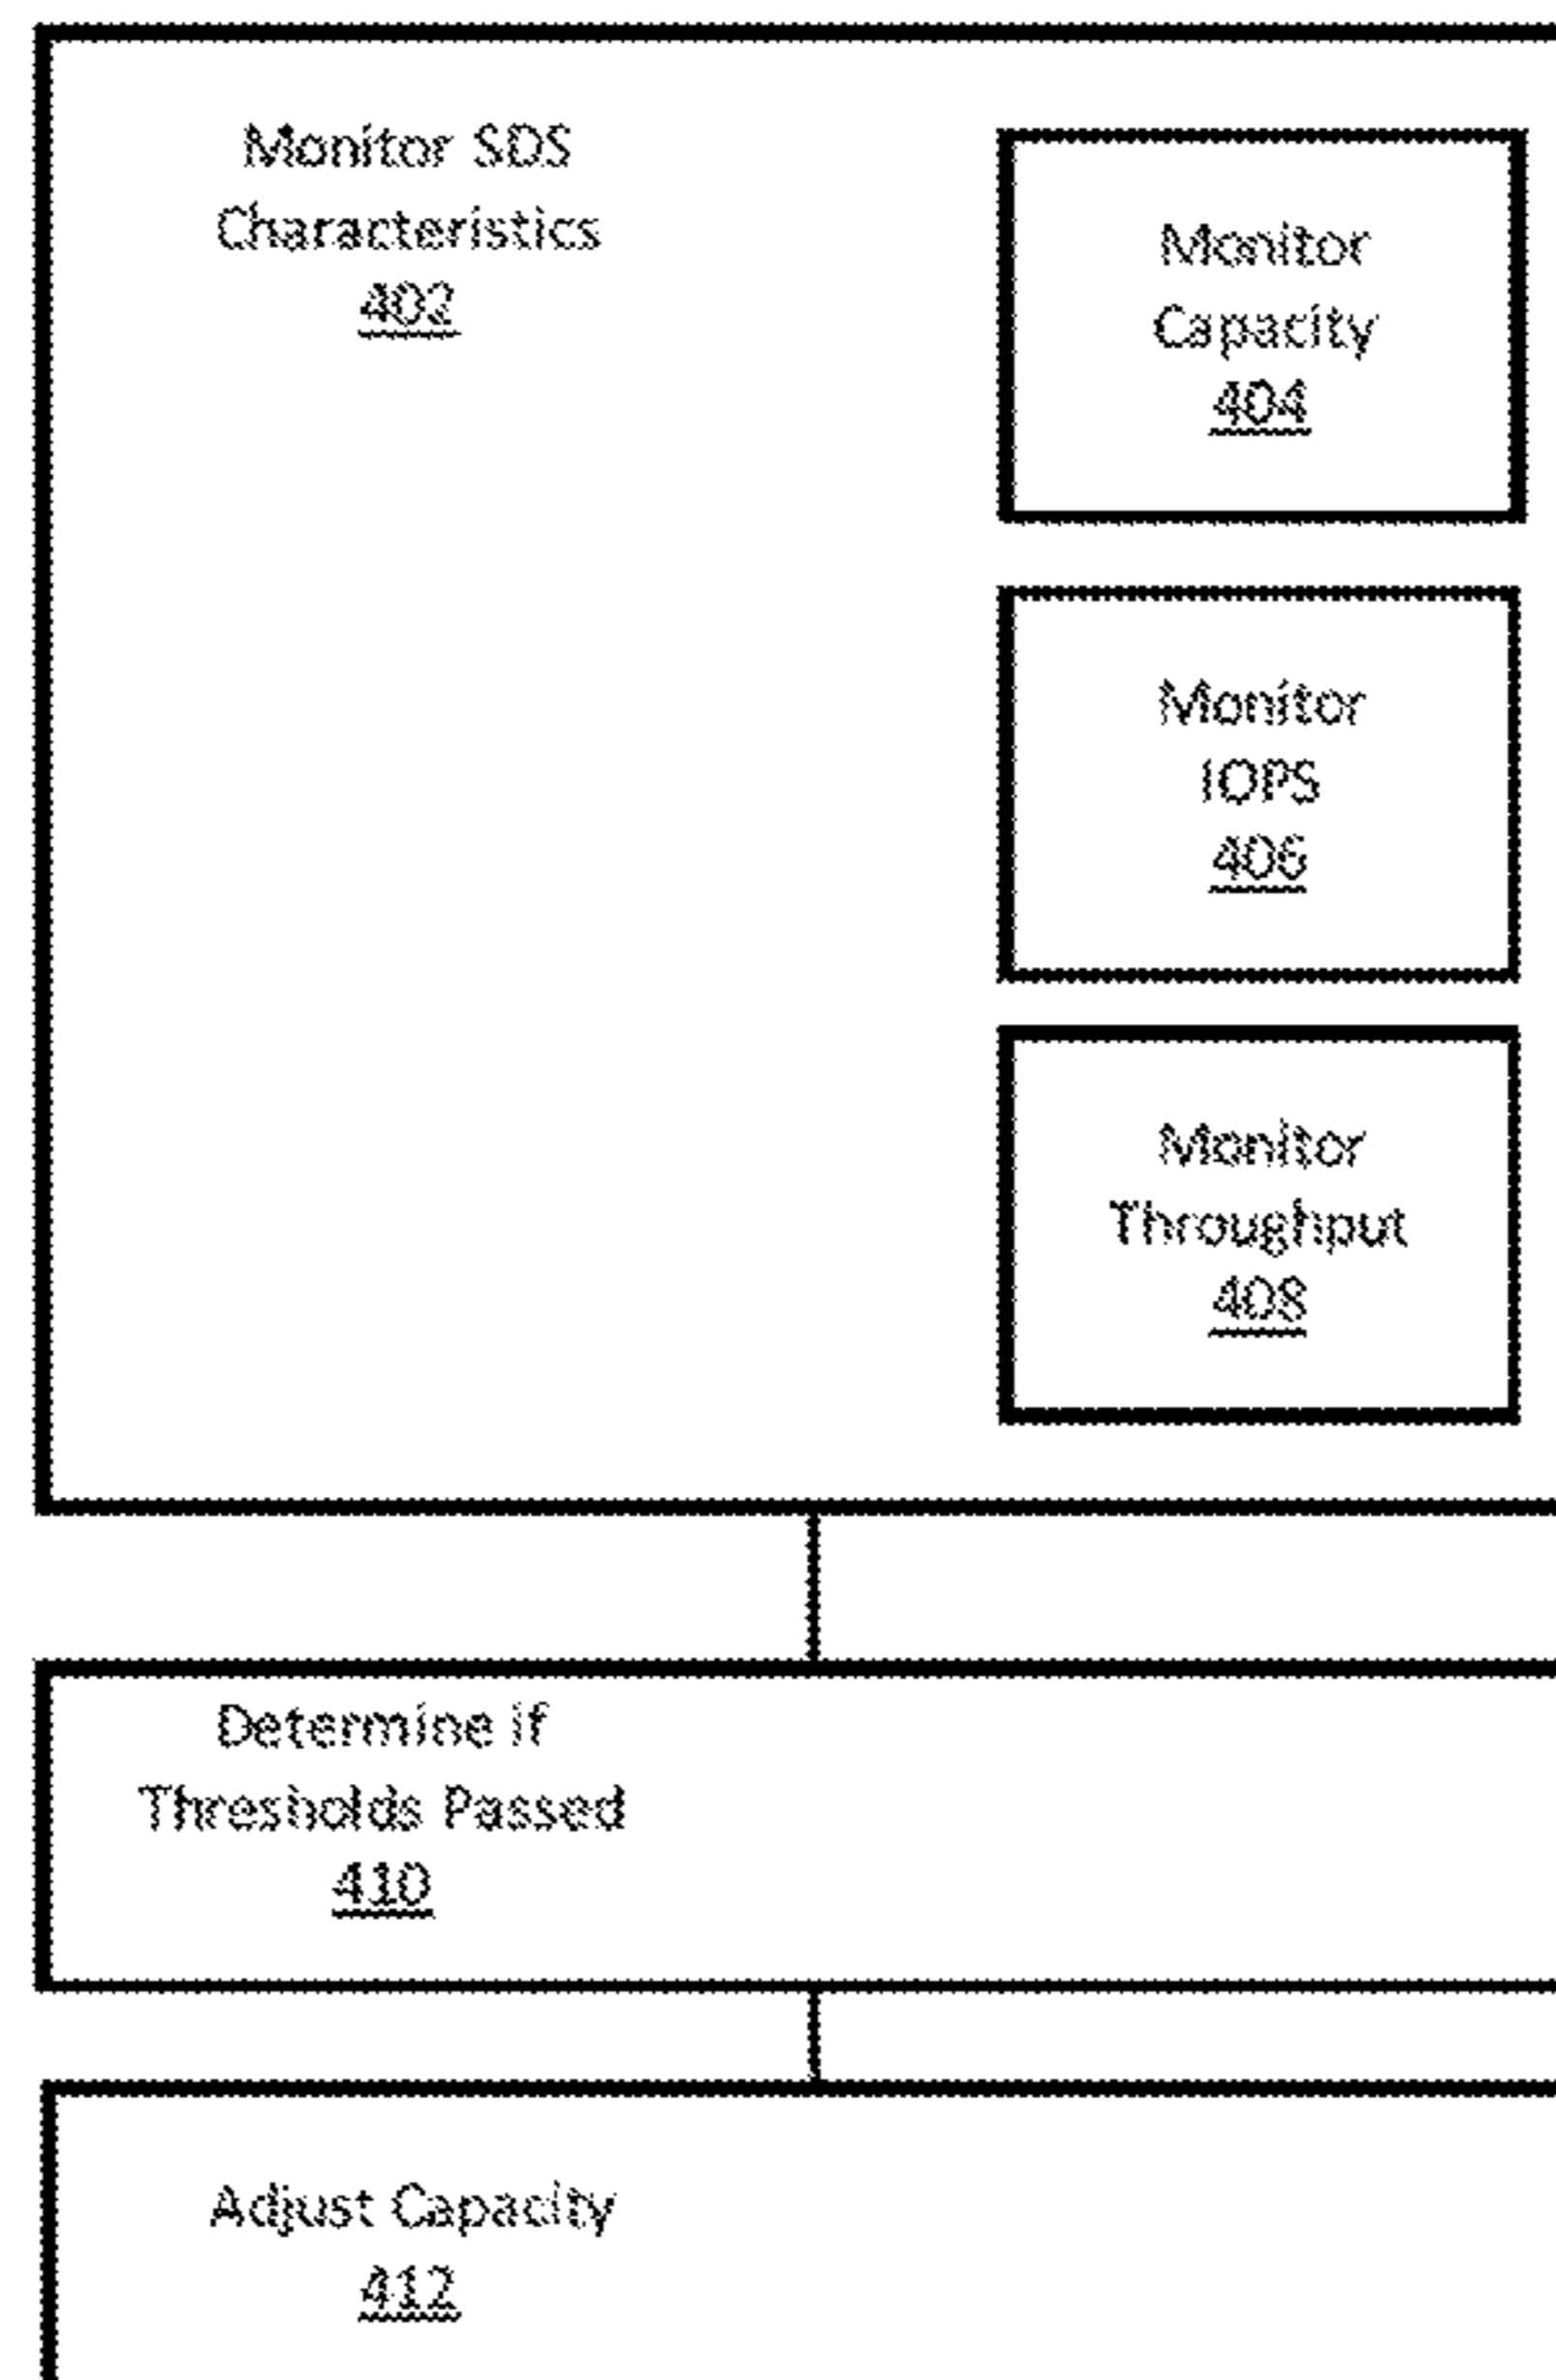 Monitor SDS
Characteristics
402
Monitor
Capacity
404
Monitor
IOPS
406
Monitor
Throughput
408
Determine if
Thresholds Passed
410
Adjust Capacity
412